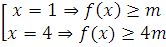 x = 1 ⇒ f(x) ≥ m
x = 4 ⇒ f(x) ≥ 4m